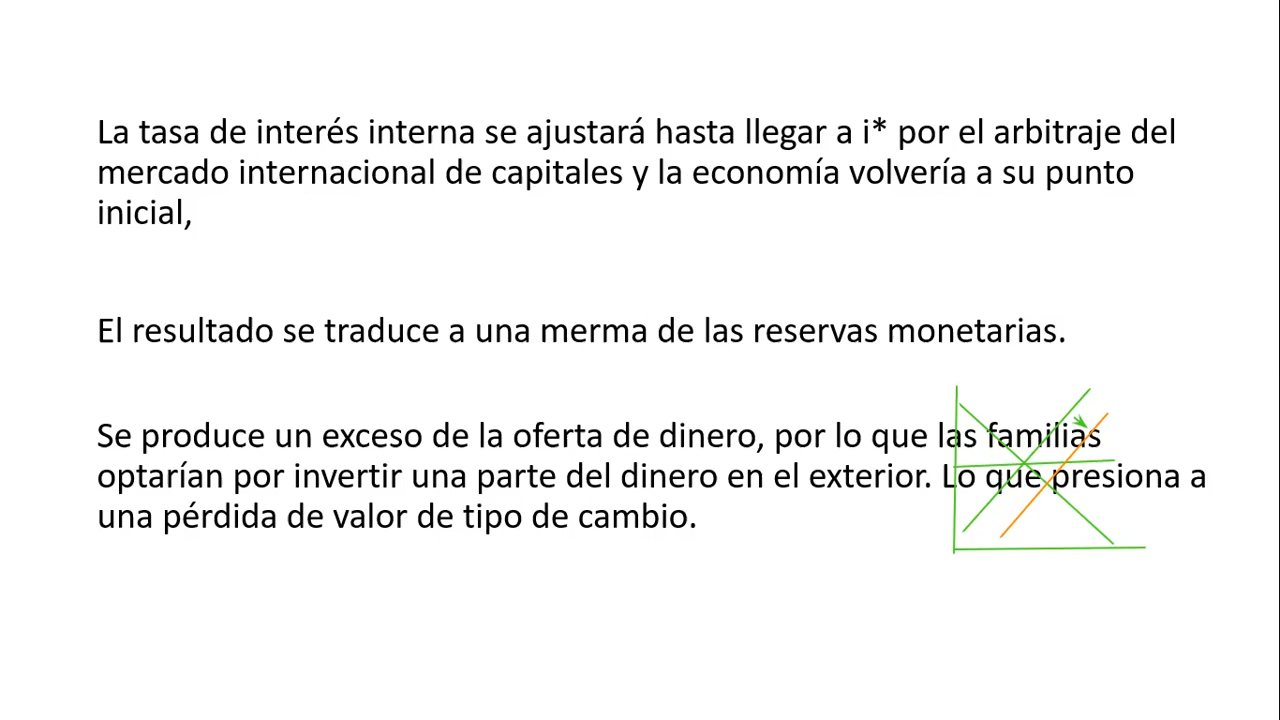 La tasa de interés interna se ajustará hasta llegar a i* por el arbitraje del
mercado internacional de capitales y la economía volvería a su punto
inicial,
El resultado se traduce a una merma de las reservas monetarias.
Se produce un exceso de la oferta de dinero, por lo que las familias
optarían por invertir una parte del dinero en el exterior. Lo que presiona a
una pérdida de valor de tipo de cambio.